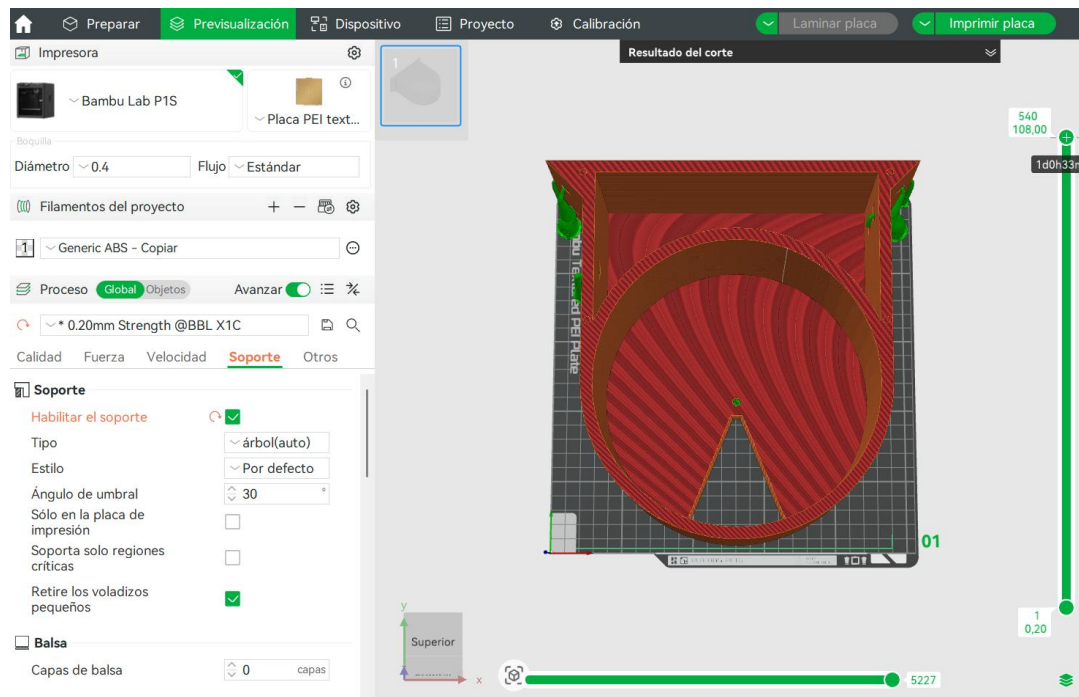 Preparar
Previsualización
Dispositivo
Proyecto
Calibración
Laminar placa
Imprimir placa
Impresora
Bambu Lab P1S
Placa PEI text...
Boquilla
Diámetro 0.4 Flujo Estándar
Filamentos del proyecto
1 Generic ABS - Copiar
Proceso Global Objetos Avanzar
* 0.20mm Strength @BBL X1C
Calidad Fuerza Velocidad Soporte Otros
Soporte
Habilitar el soporte
Tipo árbol(auto)
Estilo Por defecto
Ángulo de umbral 30 °
Sólo en la placa de
impresión
Soporta solo regiones
críticas
Retire los voladizos
pequeños
Balsa
Capas de balsa 0 capas
1
Resultado del corte
540
108,00
1d0h33m
01
1
0,20
y
Superior
x
5227